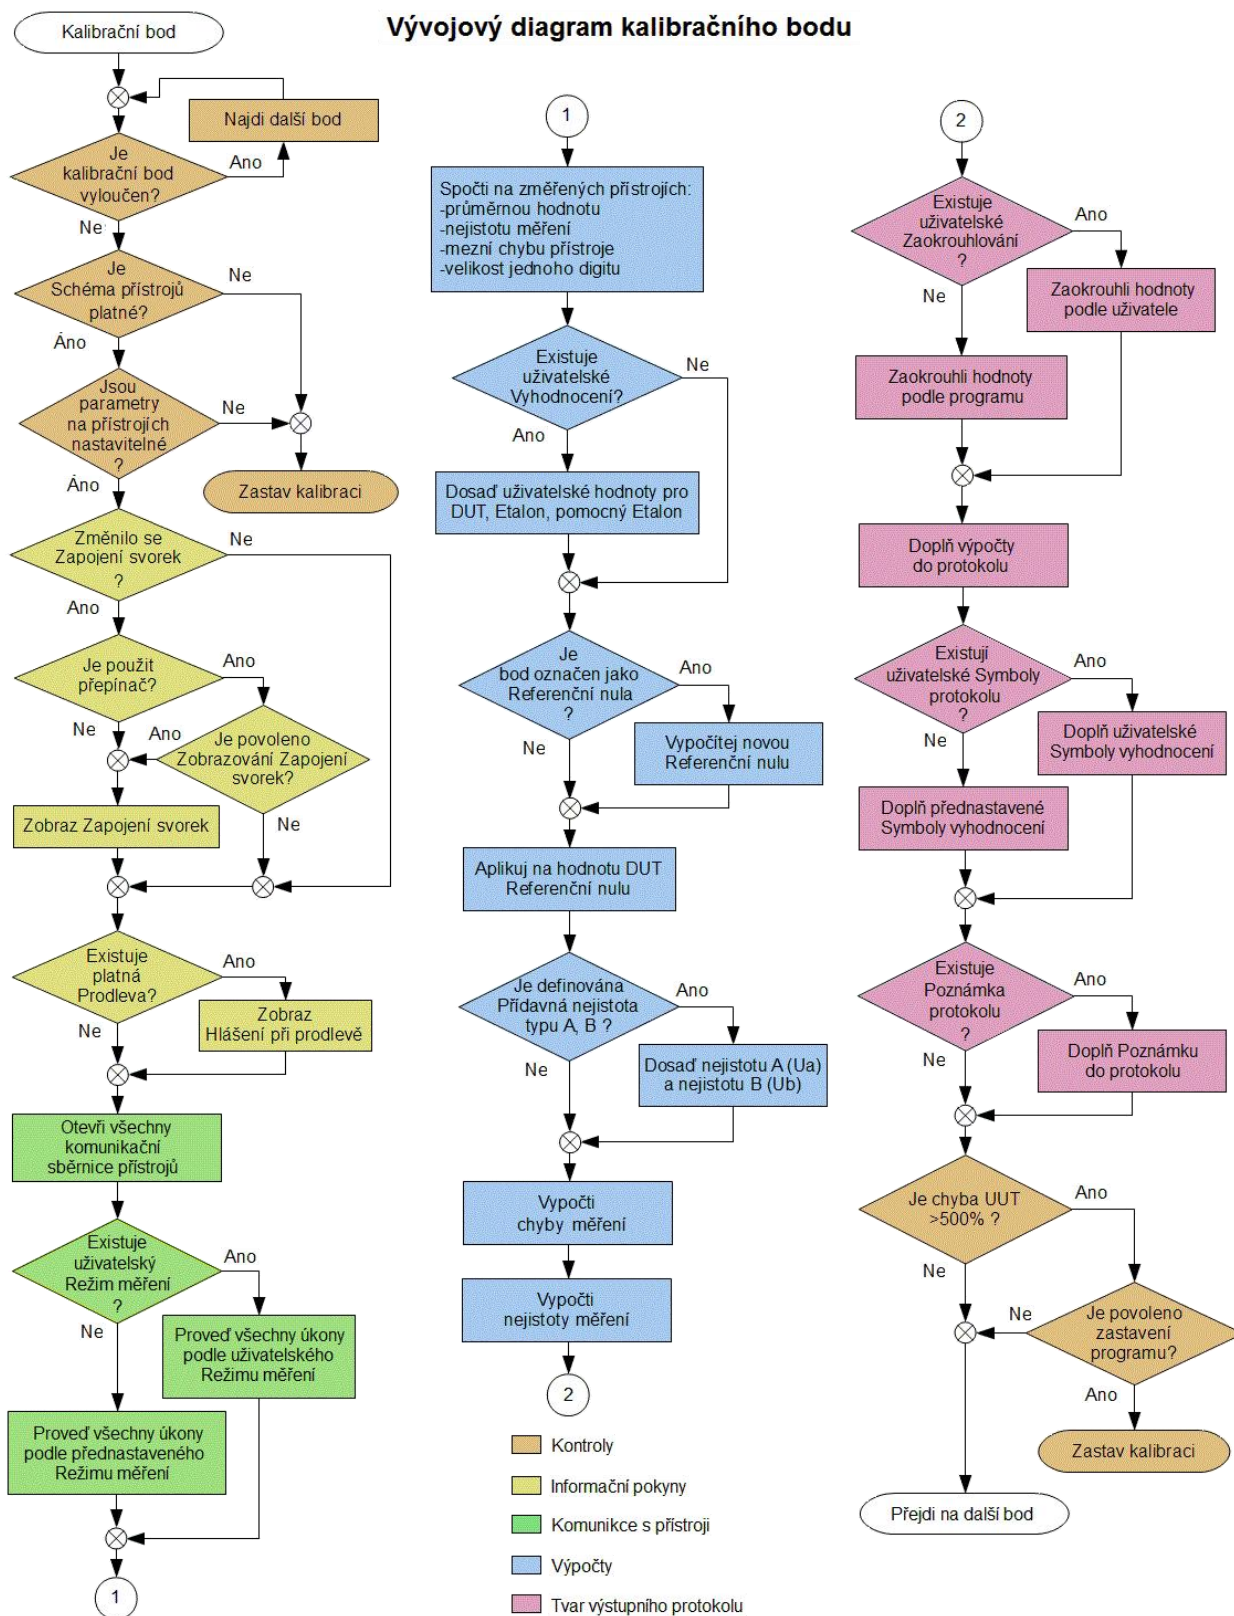 Vývojový diagram kalibračního bodu
Kalibrační bod
Najdi další bod
Je
kalibrační bod
vyloučen?
Ano
Ne
Je
Schéma přístrojů
platné?
Ne
Áno
Jsou
parametry
na přístrojích
nastavitelné
?
Ne
Áno
Zastav kalibraci
Změnilo se
Zapojení svorek
?
Ne
Ano
Je použit
přepínač?
Ano
Ne
Ano
Je povoleno
Zobrazování Zapojení
svorek?
Ne
Zobraz Zapojení svorek
Existuje
platná
Prodleva?
Ano
Ne
Zobraz
Hlášení při prodlevě
Otevři všechny
komunikační
sběrnice přístrojů
Existuje
uživatelský
Režim měření
?
Ano
Ne
Proveď všechny úkony
podle uživatelského
Režimu měření
Proveď všechny úkony
podle přednastaveného
Režimu měření
1
1
Spočti na změřených přístrojích:
-průměrnou hodnotu
-nejistotu měření
-mezní chybu přístroje
-velikost jednoho digitu
Existuje
uživatelské
Vyhodnocení?
Ne
Ano
Dosaď uživatelské hodnoty pro
DUT, Etalon, pomocný Etalon
Je
bod označen jako
Referenční nula
?
Ano
Ne
Vypočítej novou
Referenční nulu
Aplikuj na hodnotu DUT
Referenční nulu
Je definována
Přídavná nejistota
typu A, B ?
Ano
Ne
Dosaď nejistotu A (Ua)
a nejistotu B (Ub)
Vypočti
chyby měření
Vypočti
nejistoty měření
2
Kontroly
Informační pokyny
Komunikce s přístroji
Výpočty
Tvar výstupního protokolu
2
Existuje
uživatelské
Zaokrouhlování
?
Ano
Ne
Zaokrouhli hodnoty
podle uživatele
Zaokrouhli hodnoty
podle programu
Doplň výpočty
do protokolu
Existují
uživatelské Symboly
protokolu
?
Ano
Ne
Doplň uživatelské
Symboly vyhodnocení
Doplň přednastavené
Symboly vyhodnocení
Existuje
Poznámka
protokolu
?
Ano
Ne
Doplň Poznámku
do protokolu
Je chyba UUT
>500% ?
Ano
Ne
Ne
Je povoleno
zastavení
programu?
Ano
Zastav kalibraci
Přejdi na další bod